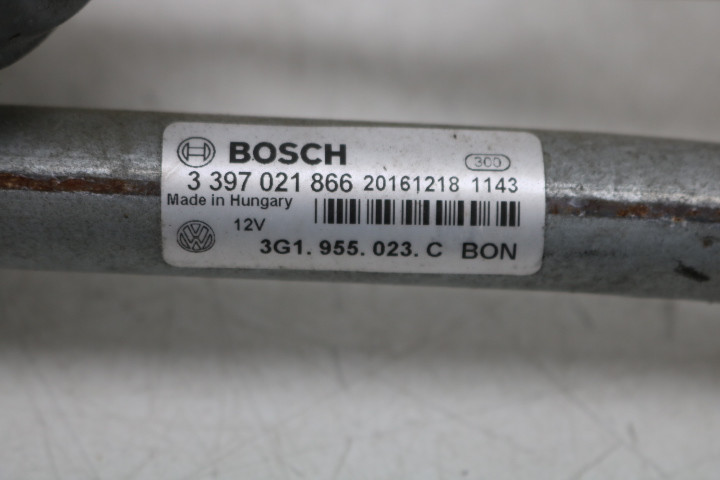 BOSCH 300
3 397 021 866 20161218 1143
Made in Hungary
12V
3G1. 955. 023. C BON